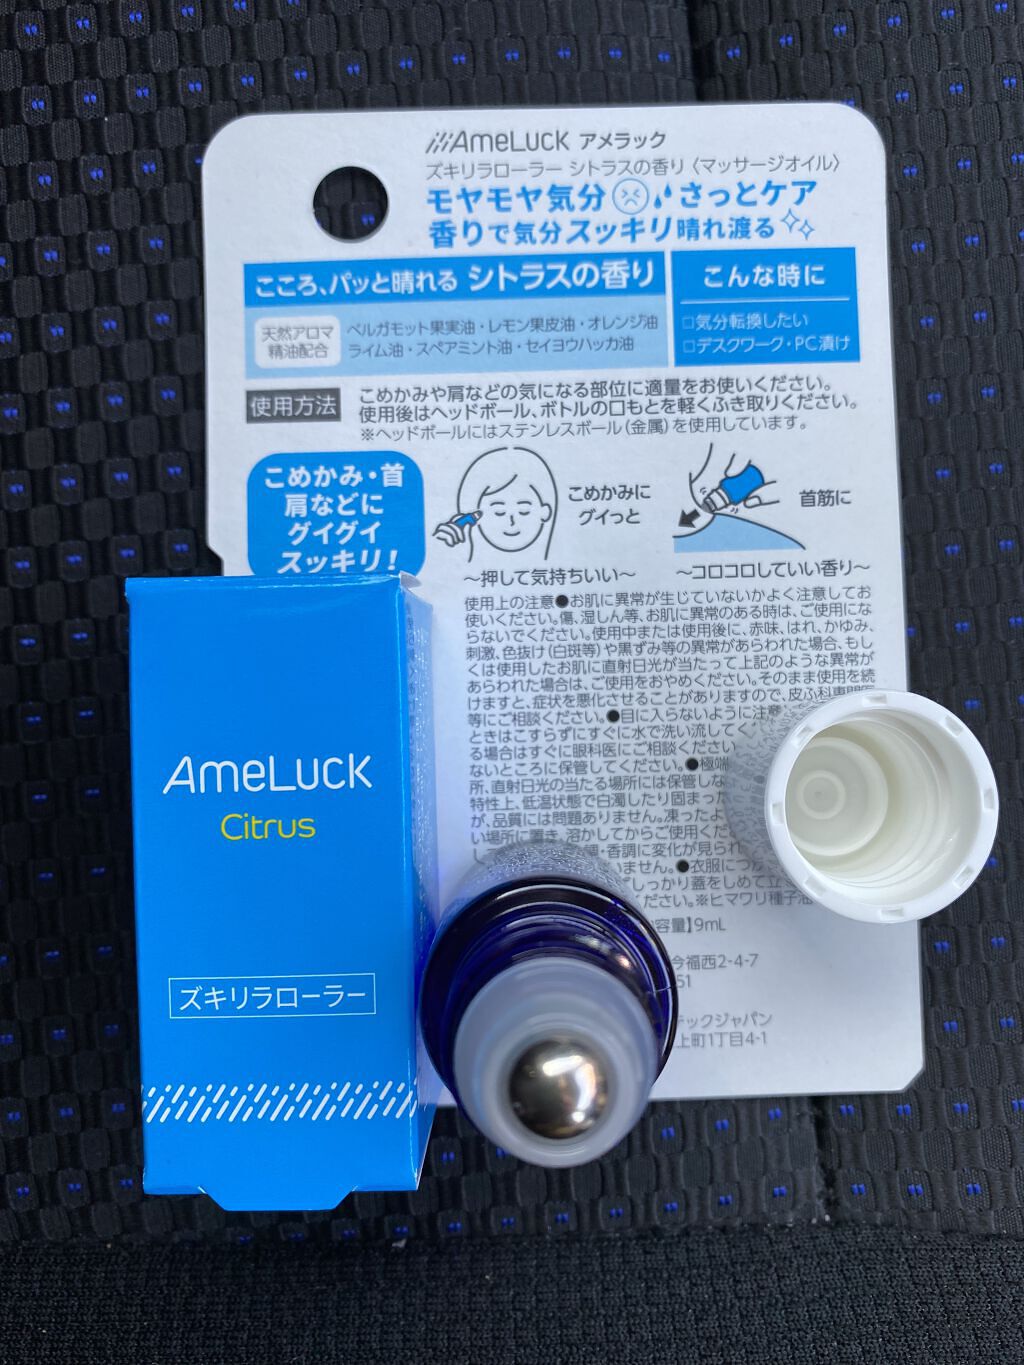 AmeLuck アメラック
ズキリラローラー シトラスの香り〈マッサージオイル〉
モヤモヤ気分 さっとケア
香りで気分スッキリ晴れ渡る
こころ、パッと晴れる シトラスの香り
天然アロマ
精油配合
ベルガモット果実油・レモン果皮油・オレンジ油
ライム油・スペアミント油・セイヨウハッカ油
こんな時に
□気分転換したい
□デスクワーク・PC漬け
使用方法
こめかみや肩などの気になる部位に適量をお使いください。
使用後はヘッドボール、ボトルの口もとを軽くふき取りください。
※ヘッドボールにはステンレスボール(金属)を使用しています。
こめかみ・首
肩などに
グイグイ
スッキリ!
こめかみに
グイっと
〜押して気持ちいい〜
首筋に
〜コロコロしていい香り〜
使用上の注意●お肌に異常が生じていないかよく注意してお
使いください。傷、湿しん等、お肌に異常のある時は、ご使用にな
らないでください。使用中または使用後に、赤味、はれ、かゆみ、
刺激、色抜け(白斑等)や黒ずみ等の異常があらわれた場合、もし
くは使用したお肌に直射日光が当たって上記のような異常が
あらわれた場合は、ご使用をおやめください。そのまま使用を続
けますと、症状を悪化させることがありますので、皮ふ科専門医
等にご相談ください。●目に入らないように注意
ときはこすらずにすぐに水で洗い流して
る場合はすぐに眼科医にご相談ください
ないところに保管してください。●極端
所、直射日光の当たる場所には保管しな
特性上、低温状態で白濁したり固まった
が、品質には問題ありません。凍ったよ
い場所に置き、溶かしてからご使用くだ
・香調に変化が見られ
いません。●衣服につ
しっかり蓋をしめて立
ください。※ヒマワリ種子油
容量】9mL
今福西2-4-7
51
テックジャパン
上町1丁目4-1
AmeLuck
Citrus
ズキリラローラー